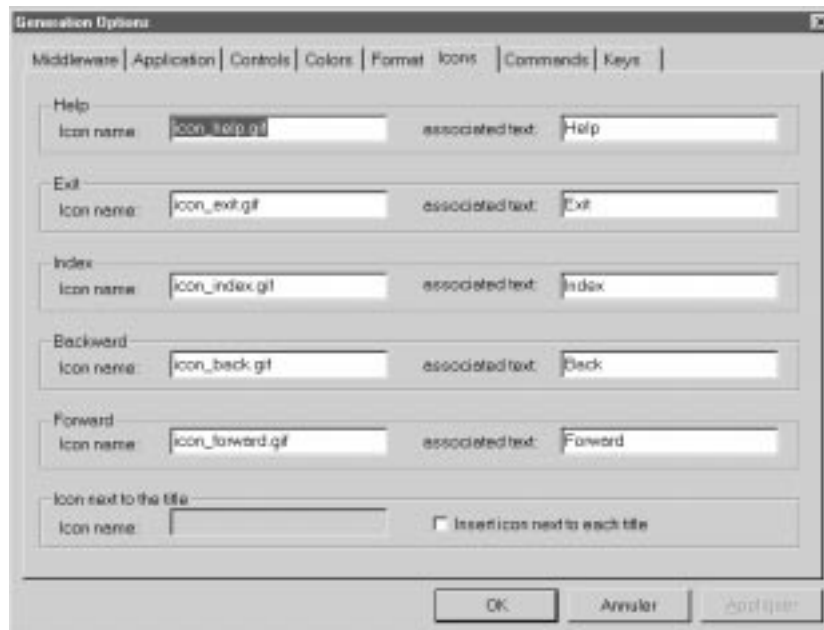 Generation Options
Middleware Application Controls Colors Format Icons Commands Keys
Help
Icon name: icon_help.gif associated text: Help
Exit
Icon name: icon_exit.gif associated text: Exit
Index
Icon name: icon_index.gif associated text: Index
Backward
Icon name: icon_back.gif associated text: Back
Forward
Icon name: icon_forward.gif associated text: Forward
Icon next to the title
Icon name: Insert icon next to each title
OK Annuler Appliquer